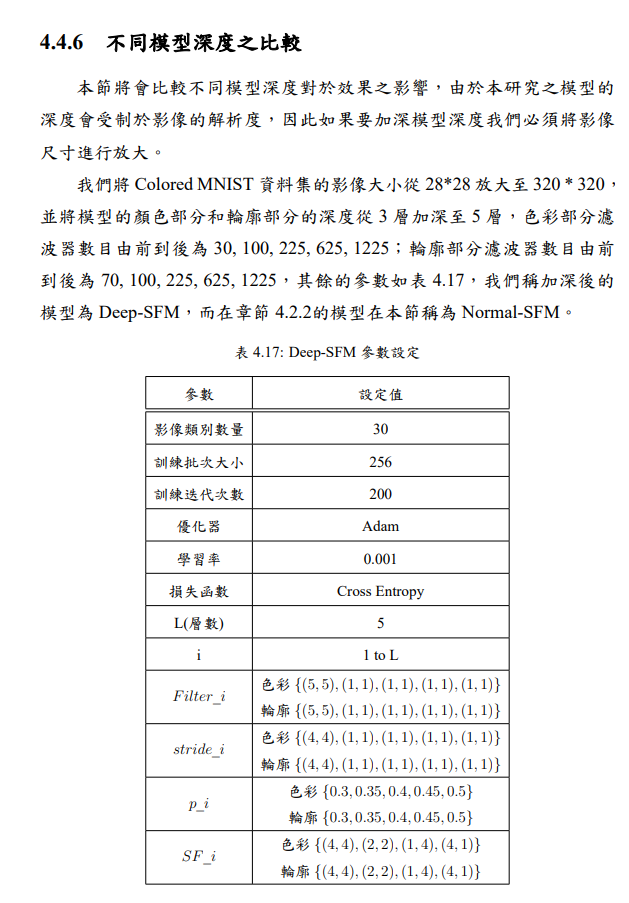 4.4.6 不同模型深度之比較
本節將會比較不同模型深度對於效果之影響，由於本研究之模型的
深度會受制於影像的解析度，因此如果要加深模型深度我們必須將影像
尺寸進行放大。
我們將 Colored MNIST 資料集的影像大小從 28*28 放大至 320 * 320，
並將模型的顏色部分和輪廓部分的深度從 3 層加深至 5 層，色彩部分濾
波器數目由前到後為 30, 100, 225, 625, 1225；輪廓部分濾波器數目由前
到後為 70, 100, 225, 625, 1225，其餘的參數如表 4.17，我們稱加深後的
模型為 Deep-SFM，而在章節 4.2.2的模型在本節稱為 Normal-SFM。
表 4.17: Deep-SFM 參數設定
參數 設定值
影像類別數量 30
訓練批次大小 256
訓練迭代次數 200
優化器 Adam
學習率 0.001
損失函數 Cross Entropy
L(層數) 5
i 1 to L
Filter_i 色彩 {(5, 5), (1, 1), (1, 1), (1, 1), (1, 1)}
輪廓 {(5, 5), (1, 1), (1, 1), (1, 1), (1, 1)}
stride_i 色彩 {(4, 4), (1, 1), (1, 1), (1, 1), (1, 1)}
輪廓 {(4, 4), (1, 1), (1, 1), (1, 1), (1, 1)}
p_i 色彩 {0.3, 0.35, 0.4, 0.45, 0.5}
輪廓 {0.3, 0.35, 0.4, 0.45, 0.5}
SF_i 色彩 {(4, 4), (2, 2), (1, 4), (4, 1)}
輪廓 {(4, 4), (2, 2), (1, 4), (4, 1)}